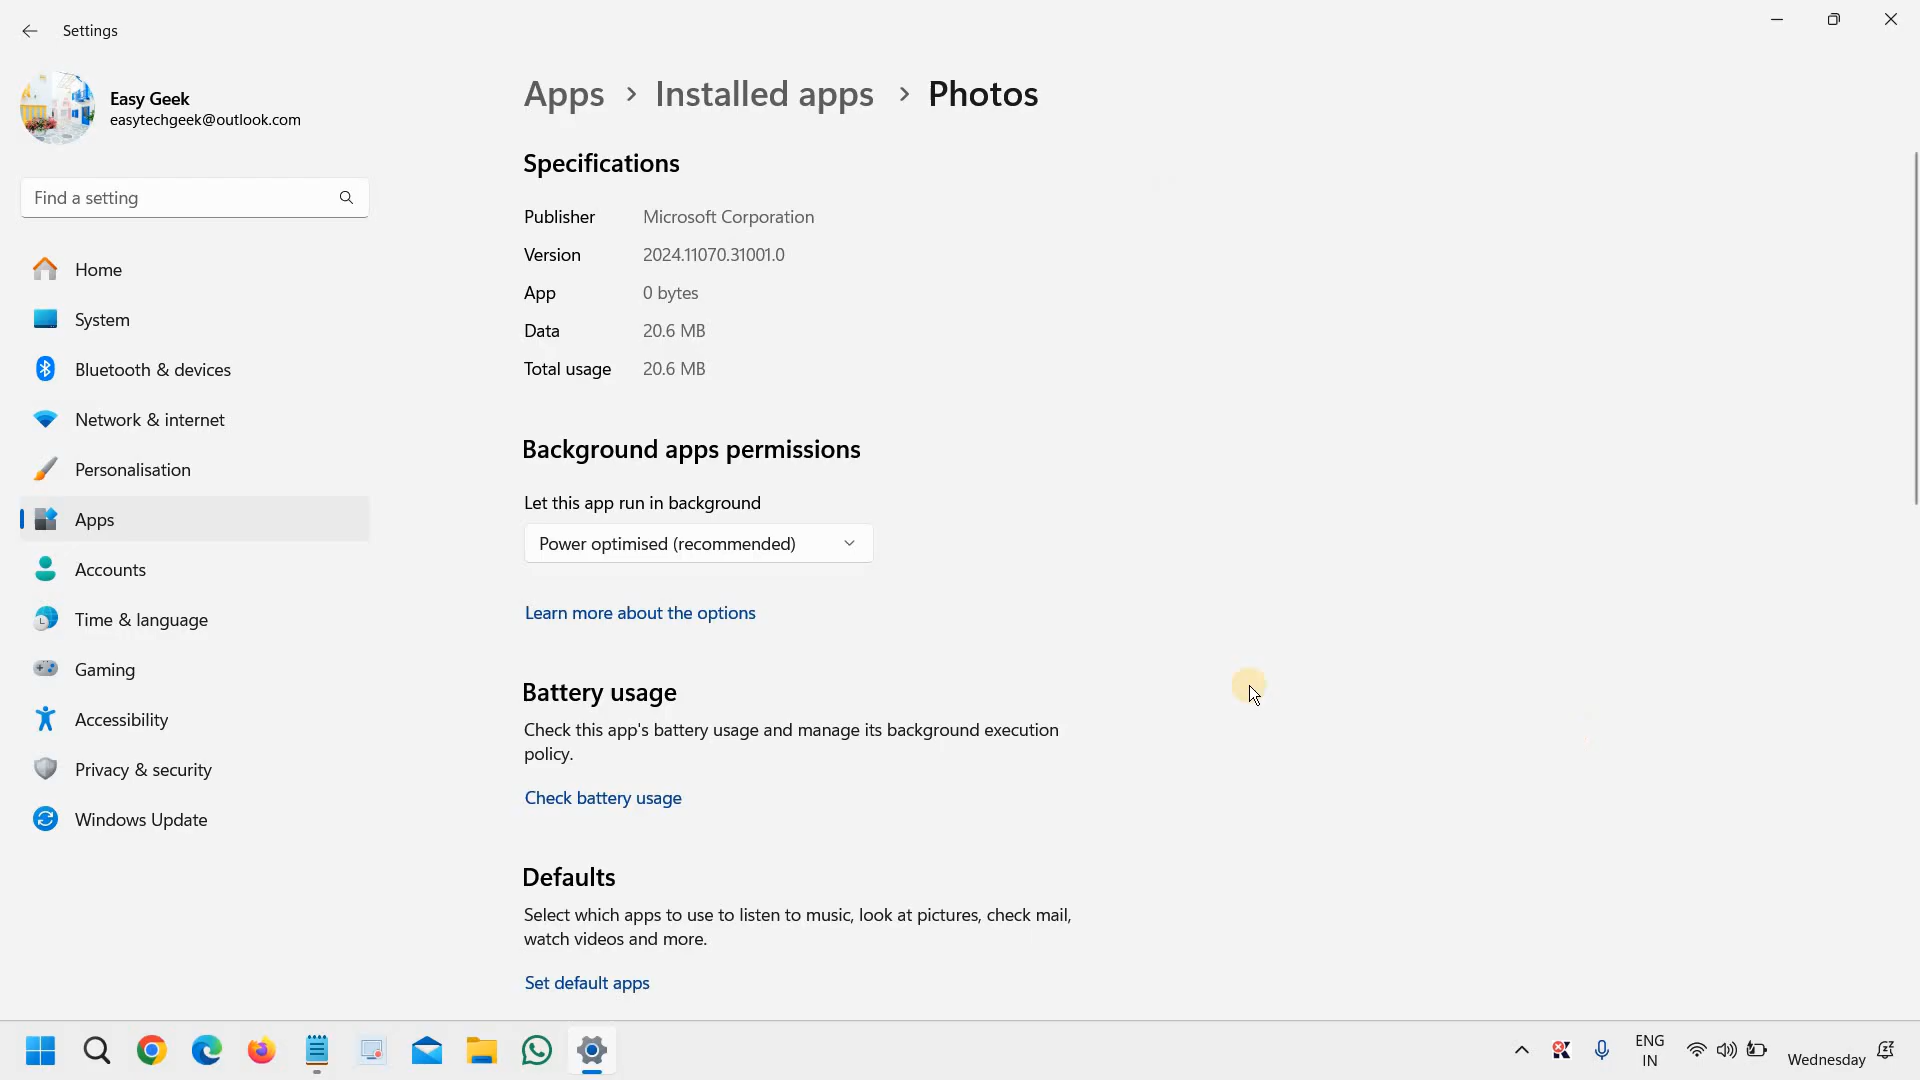 Settings
Easy Geek
easytechgeek@outlook.com
Find a setting
Home
System
Bluetooth & devices
Network & internet
Personalisation
Apps
Accounts
Time & language
Gaming
Accessibility
Privacy & security
Windows Update
Apps > Installed apps > Photos
Specifications
Publisher Microsoft Corporation
Version 2024.11070.31001.0
App 0 bytes
Data 20.6 MB
Total usage 20.6 MB
Background apps permissions
Let this app run in background
Power optimised (recommended)
Learn more about the options
Battery usage
Check this app's battery usage and manage its background execution
policy.
Check battery usage
Defaults
Select which apps to use to listen to music, look at pictures, check mail,
watch videos and more.
Set default apps
ENG
IN
Wednesday